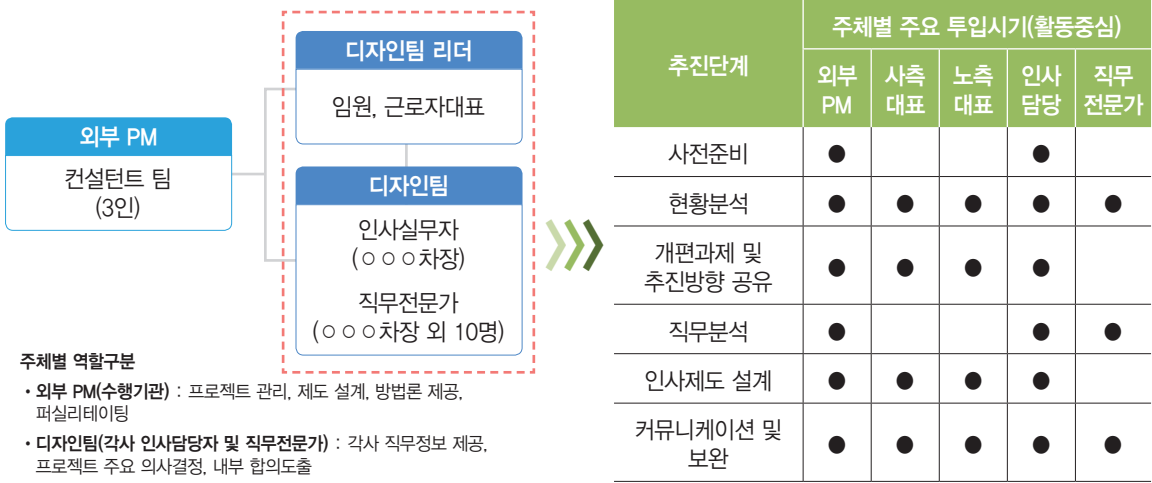 디자인팀 리더
임원, 근로자대표
외부 PM
컨설턴트 팀
(3인)
디자인팀
인사실무자
(○○○차장)
직무전문가
(○○○차장 외 10명)
주체별 역할구분
• 외부 PM(수행기관) : 프로젝트 관리, 제도 설계, 방법론 제공,
퍼실리테이팅
• 디자인팀(각사 인사담당자 및 직무전문가) : 각사 직무정보 제공,
프로젝트 주요 의사결정, 내부 합의도출
추진단계
주체별 주요 투입시기(활동중심)
외부
PM
사측
대표
노측
대표
인사
담당
직무
전문가
사전준비 ● ●
현황분석 ● ● ● ● ●
개편과제 및
추진방향 공유 ● ● ● ●
직무분석 ● ● ●
인사제도 설계 ● ● ● ●
커뮤니케이션 및
보완 ● ● ● ● ●